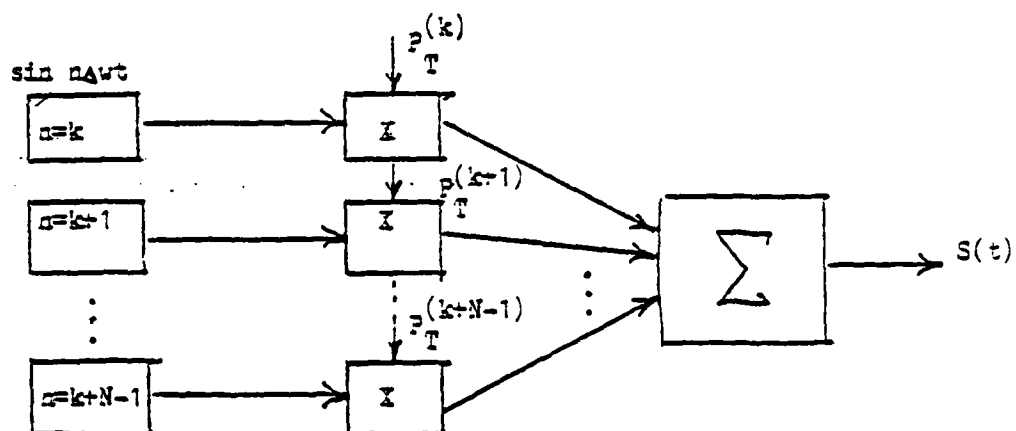 P_T^(k)
sin nΔwt
n=k
X
P_T^(k+1)
n=k+1
X
Σ
S(t)
P_T^(k+N-1)
n=k+N-1
X